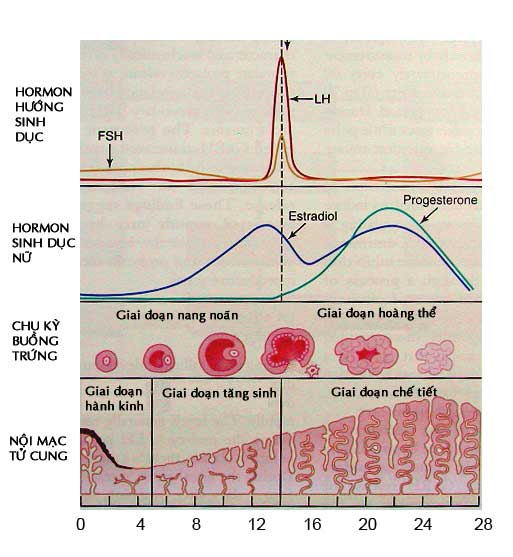 HORMON
HƯỚNG
SINH
DỤC
FSH
LH
HORMON
SINH DỤC
NỮ
Estradiol
Progesterone
CHU KỲ
BUỒNG
TRỨNG
Giai đoạn nang noãn
Giai đoạn hoàng thể
NỘI MẠC
TỬ CUNG
Giai đoạn
hành kinh
Giai đoạn tăng sinh
Giai đoạn chế tiết
0 4 8 12 16 20 24 28